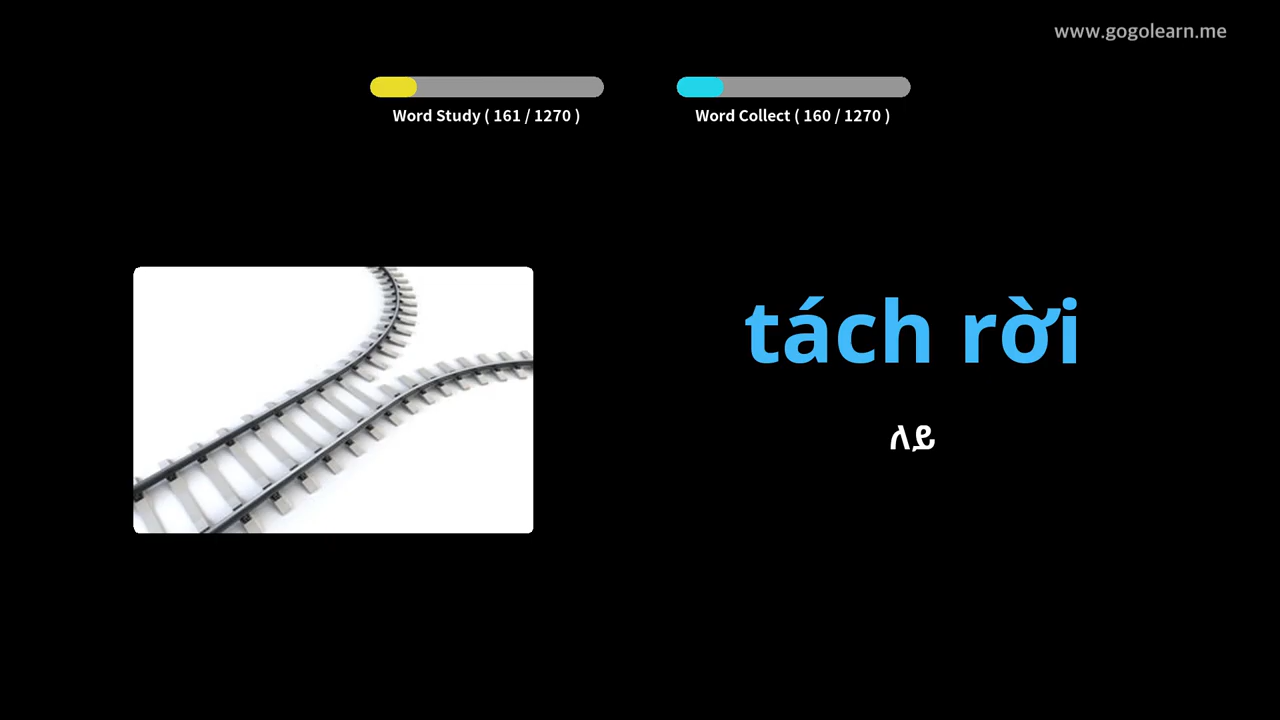 www.gogolearn.me
Word Study ( 161 / 1270 )
Word Collect ( 160 / 1270 )
tách rời
ለይ